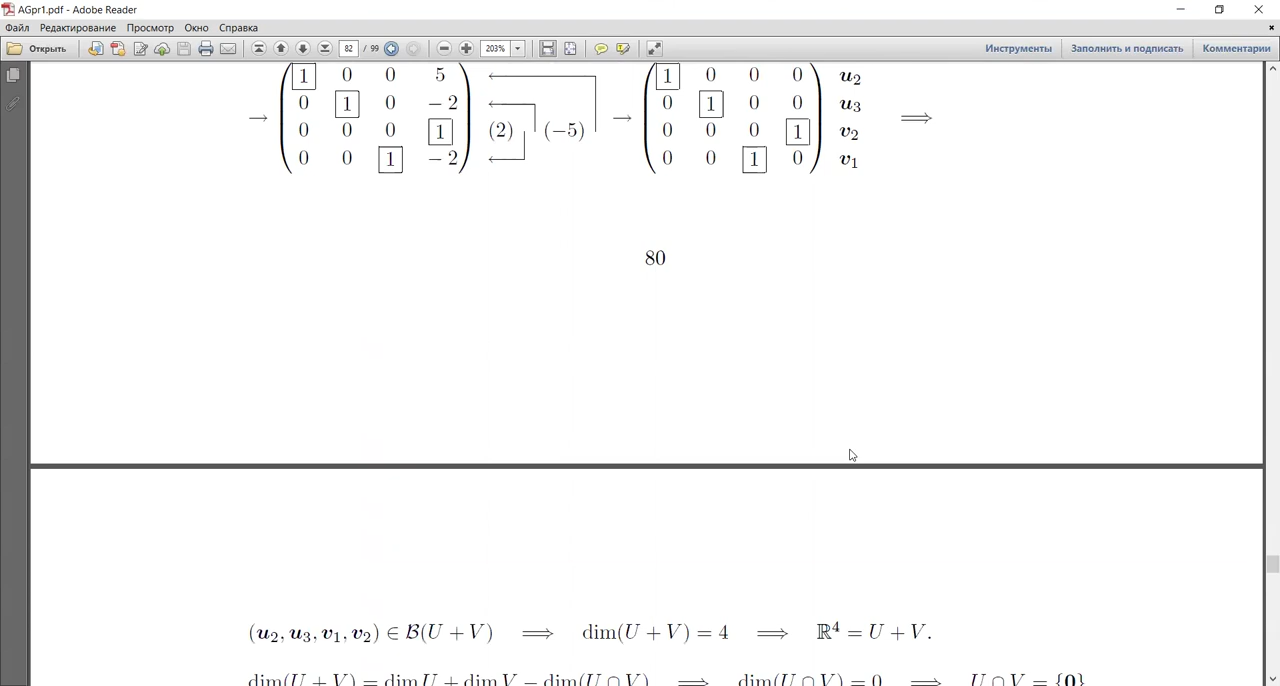 AGpr1.pdf - Adobe Reader
Файл Редактирование Просмотр Окно Справка
Открыть 82 / 99 203% Инструменты Заполнить и подписать Комментарии
1 0 0 5 1 0 0 0 u₂
0 1 0 −2 0 1 0 0 u₃
→ 0 0 0 1 (2) (−5) → 0 0 0 1 v₂ ⟹
0 0 1 −2 0 0 1 0 v₁
80
(u₂, u₃, v₁, v₂) ∈ ℬ(U + V) ⟹ dim(U + V) = 4 ⟹ ℝ⁴ = U + V.
dim(U + V) = dim U + dim V − dim(U ∩ V) ⟹ dim(U ∩ V) = 0 ⟹ U ∩ V = {0}